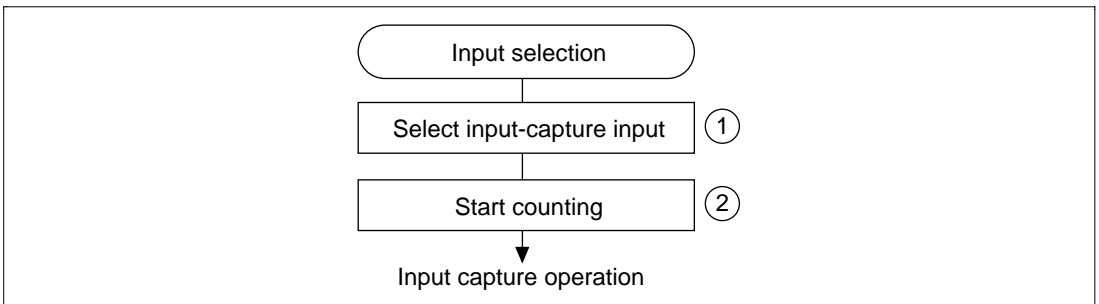 Input selection
Select input-capture input 1
Start counting 2
Input capture operation